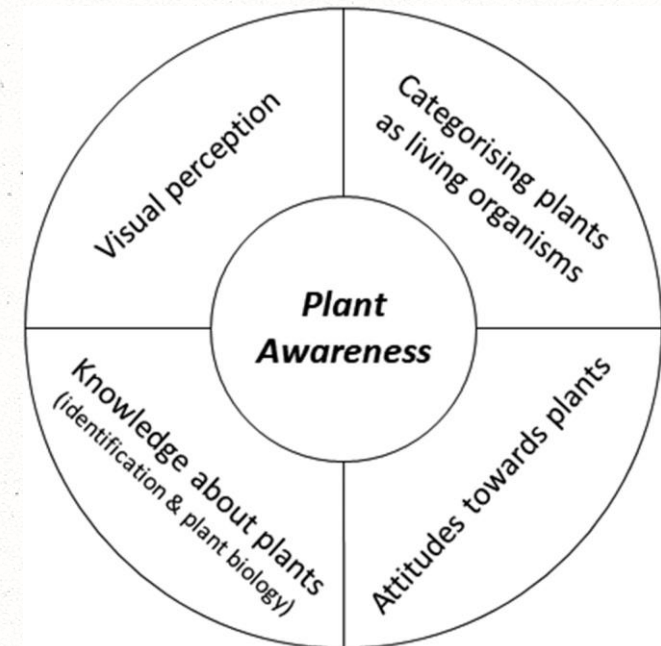 Visual perception
Categorising plants
as living organisms
Plant
Awareness
Knowledge about plants
(identification & plant biology)
Attitudes towards plants